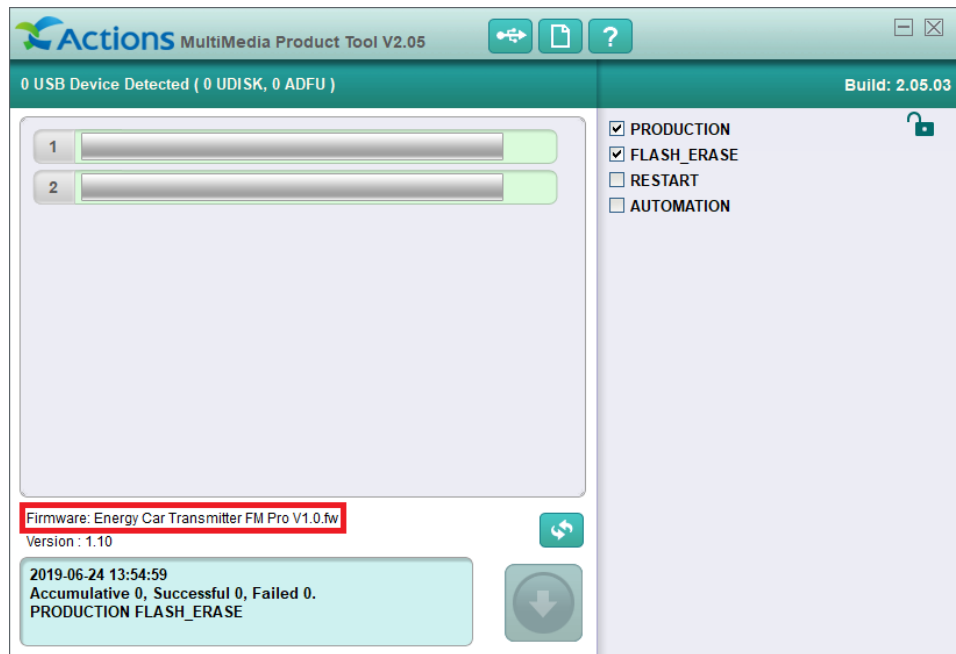 Actions MultiMedia Product Tool V2.05
?
0 USB Device Detected ( 0 UDISK, 0 ADFU )
Build: 2.05.03
1
2
PRODUCTION
FLASH_ERASE
RESTART
AUTOMATION
Firmware: Energy Car Transmitter FM Pro V1.0.fw
Version : 1.10
2019-06-24 13:54:59
Accumulative 0, Successful 0, Failed 0.
PRODUCTION FLASH_ERASE